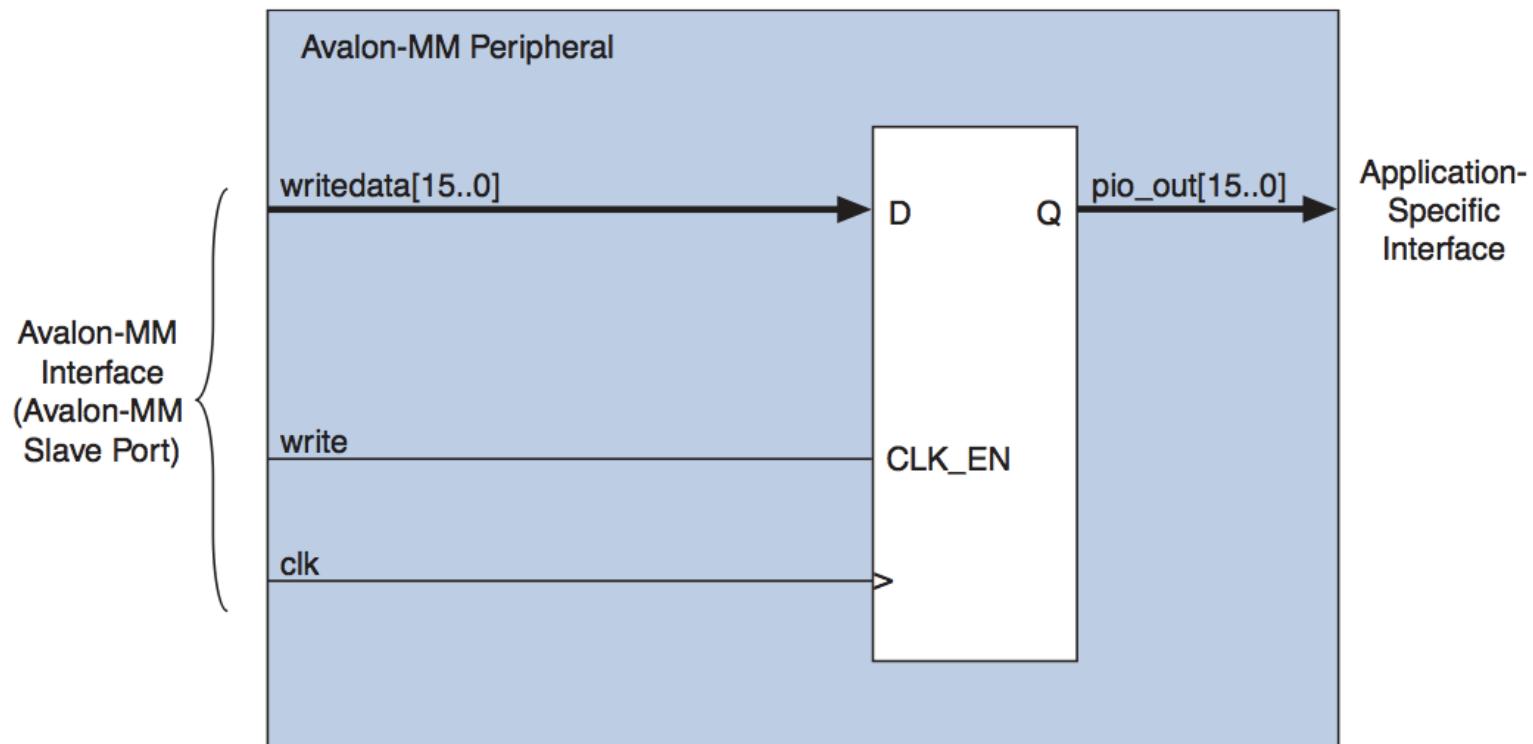 Avalon-MM Peripheral
writedata[15..0]
D
Q
pio_out[15..0]
Application-
Specific
Interface
Avalon-MM
Interface
(Avalon-MM
Slave Port)
write
CLK_EN
clk